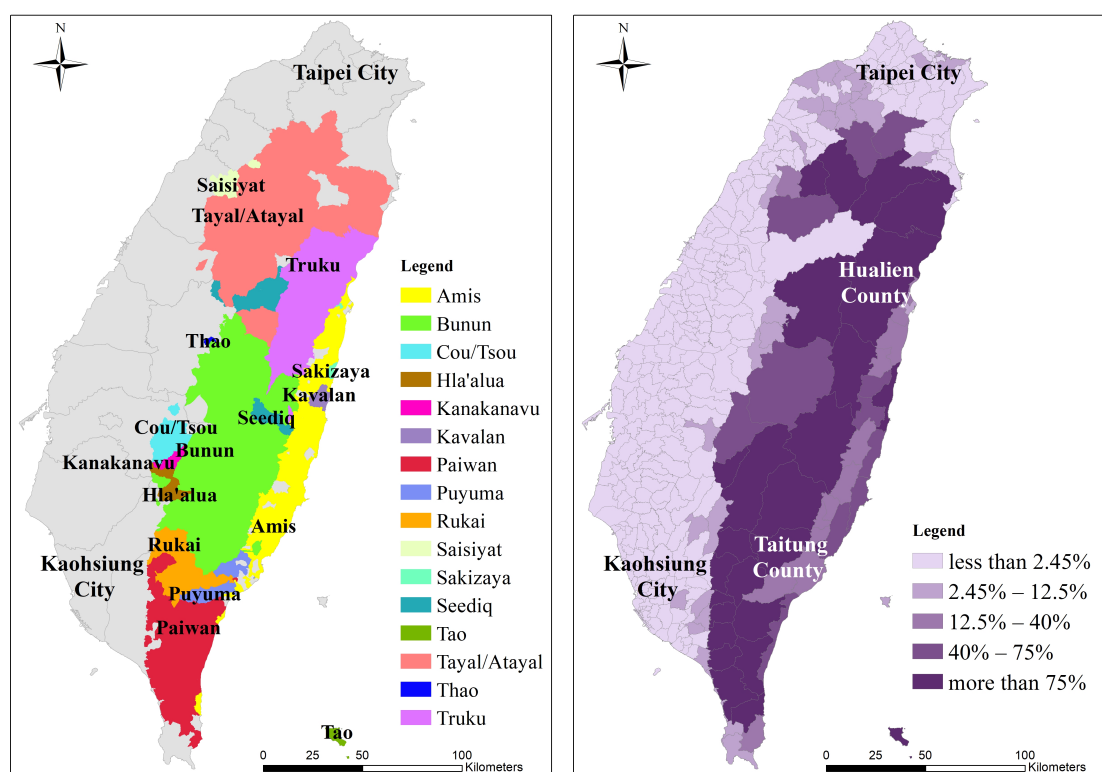 N
Taipei City
Saisiyat
Tayal/Atayal
Truku
Thao
Sakizaya
Kavalan
Seediq
Cou/Tsou
Bunun
Kanakanavu
Hla'alua
Amis
Rukai
Kaohsiung
City
Puyuma
Paiwan
Tao
Legend
Amis
Bunun
Cou/Tsou
Hla'alua
Kanakanavu
Kavalan
Paiwan
Puyuma
Rukai
Saisiyat
Sakizaya
Seediq
Tao
Tayal/Atayal
Thao
Truku
0 25 50 100
Kilometers
N
Taipei City
Hualien
County
Taitung
County
Kaohsiung
City
Legend
less than 2.45%
2.45% – 12.5%
12.5% – 40%
40% – 75%
more than 75%
0 25 50 100
Kilometers